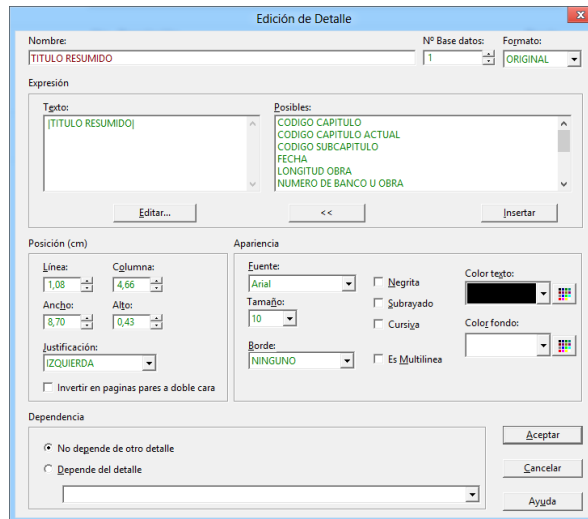 Edición de Detalle
x
Nombre: Nº Base datos: Formato:
TITULO RESUMIDO 1 ORIGINAL
Expresión
Texto: Posibles:
|TITULO RESUMIDO| CODIGO CAPITULO
CODIGO CAPITULO ACTUAL
CODIGO SUBCAPITULO
FECHA
LONGITUD OBRA
NUMERO DE BANCO U OBRA
Editar... << Insertar
Posición (cm) Apariencia
Línea: Columna: Fuente: Color texto:
1,08 4,66 Arial Negrita
Ancho: Alto: Tamaño: Subrayado
8,70 0,43 10 Cursiva Color fondo:
Justificación: Borde:
IZQUIERDA NINGUNO Es Multilinea
Invertir en paginas pares a doble cara
Dependencia
No depende de otro detalle Aceptar
Depende del detalle Cancelar
Ayuda